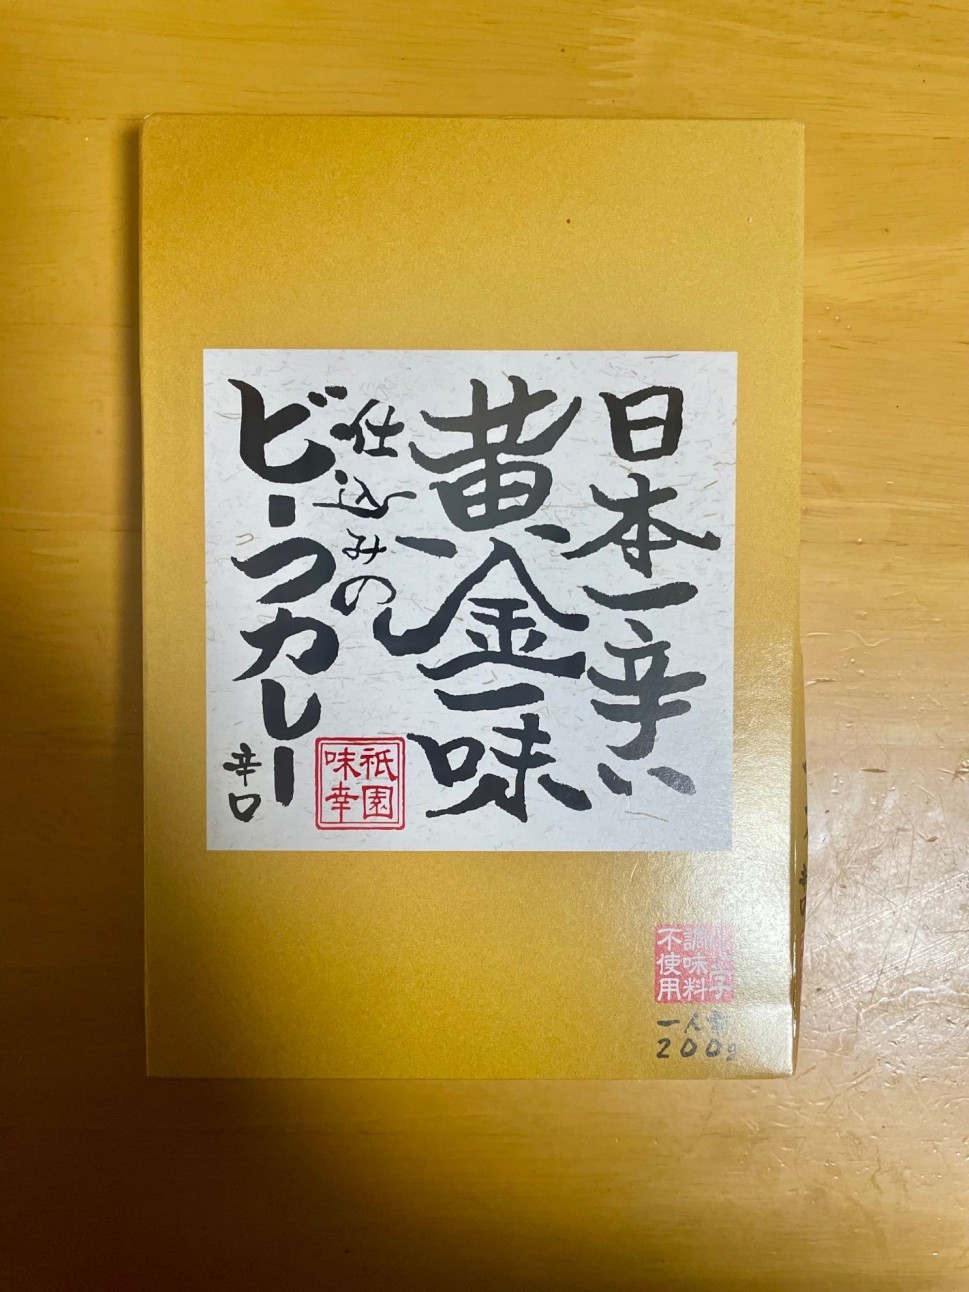 日本一辛い
黄金一味
仕込みの
ビーフカレー
辛口
祇園
味幸
化学
調味料
不使用
一人前
200g